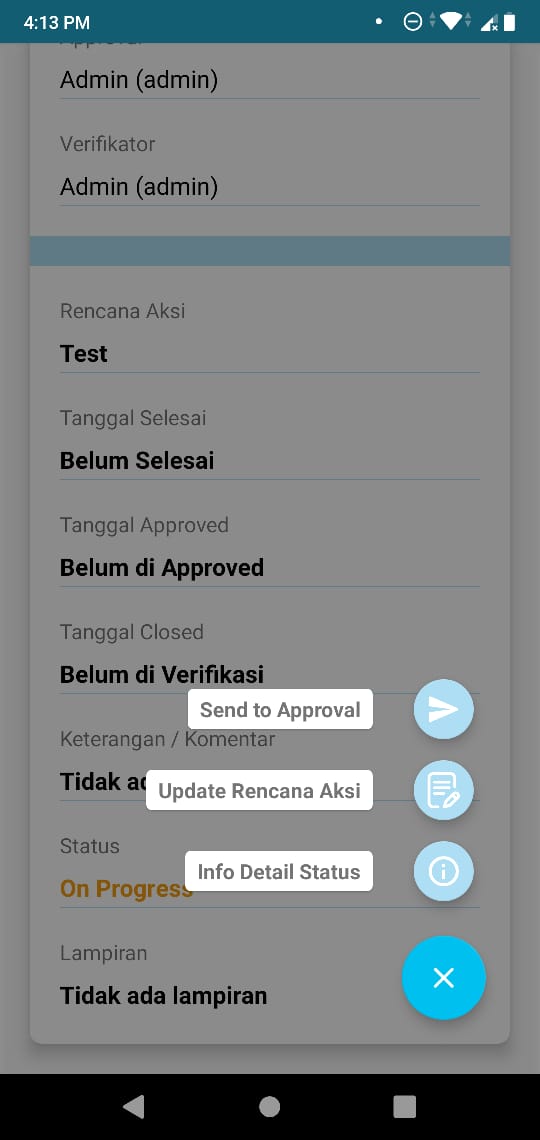 4:13 PM
Approval
Admin (admin)
Verifikator
Admin (admin)
Rencana Aksi
Test
Tanggal Selesai
Belum Selesai
Tanggal Approved
Belum di Approved
Tanggal Closed
Belum di Verifikasi
Send to Approval
Keterangan / Komentar
Tidak ad
Update Rencana Aksi
Status
Info Detail Status
On Progress
Lampiran
Tidak ada lampiran